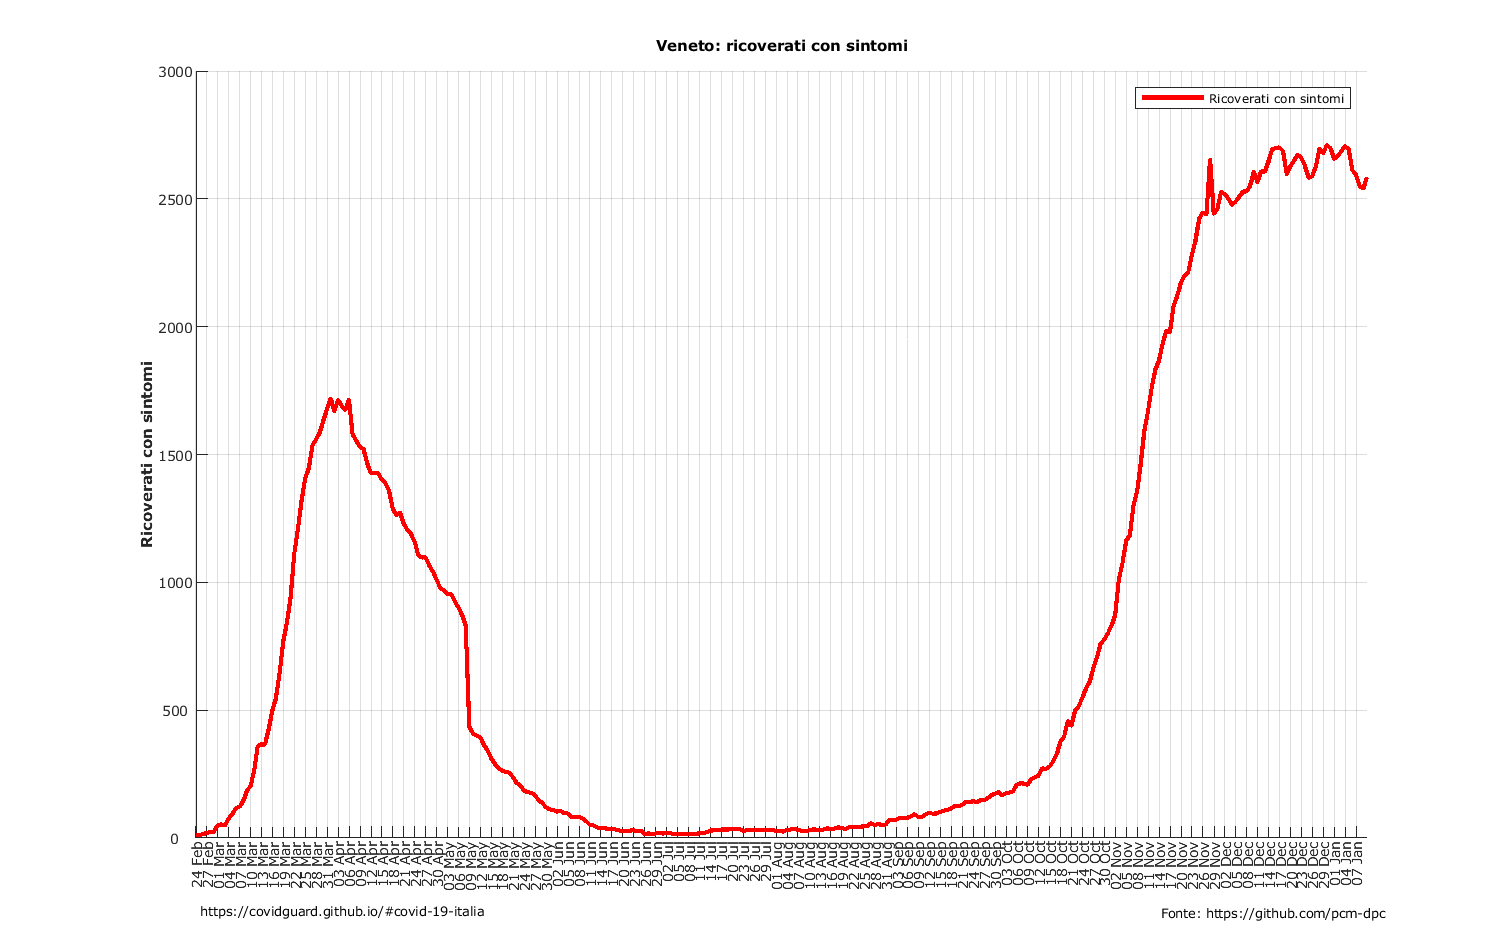 Veneto: ricoverati con sintomi
Ricoverati con sintomi
Ricoverati con sintomi
3000
2500
2000
1500
1000
500
0
24 Feb
27 Feb
01 Mar
04 Mar
07 Mar
10 Mar
13 Mar
16 Mar
19 Mar
22 Mar
25 Mar
28 Mar
31 Mar
03 Apr
06 Apr
09 Apr
12 Apr
15 Apr
18 Apr
21 Apr
24 Apr
27 Apr
30 Apr
03 May
06 May
09 May
12 May
15 May
18 May
21 May
24 May
27 May
30 May
02 Jun
05 Jun
08 Jun
11 Jun
14 Jun
17 Jun
20 Jun
23 Jun
26 Jun
29 Jun
02 Jul
05 Jul
08 Jul
11 Jul
14 Jul
17 Jul
20 Jul
23 Jul
26 Jul
29 Jul
01 Aug
04 Aug
07 Aug
10 Aug
13 Aug
16 Aug
19 Aug
22 Aug
25 Aug
28 Aug
31 Aug
03 Sep
06 Sep
09 Sep
12 Sep
15 Sep
18 Sep
21 Sep
24 Sep
27 Sep
30 Sep
03 Oct
06 Oct
09 Oct
12 Oct
15 Oct
18 Oct
21 Oct
24 Oct
27 Oct
30 Oct
02 Nov
05 Nov
08 Nov
11 Nov
14 Nov
17 Nov
20 Nov
23 Nov
26 Nov
29 Nov
02 Dec
05 Dec
08 Dec
11 Dec
14 Dec
17 Dec
20 Dec
23 Dec
26 Dec
29 Dec
01 Jan
04 Jan
07 Jan
https://covidguard.github.io/#covid-19-italia
Fonte: https://github.com/pcm-dpc